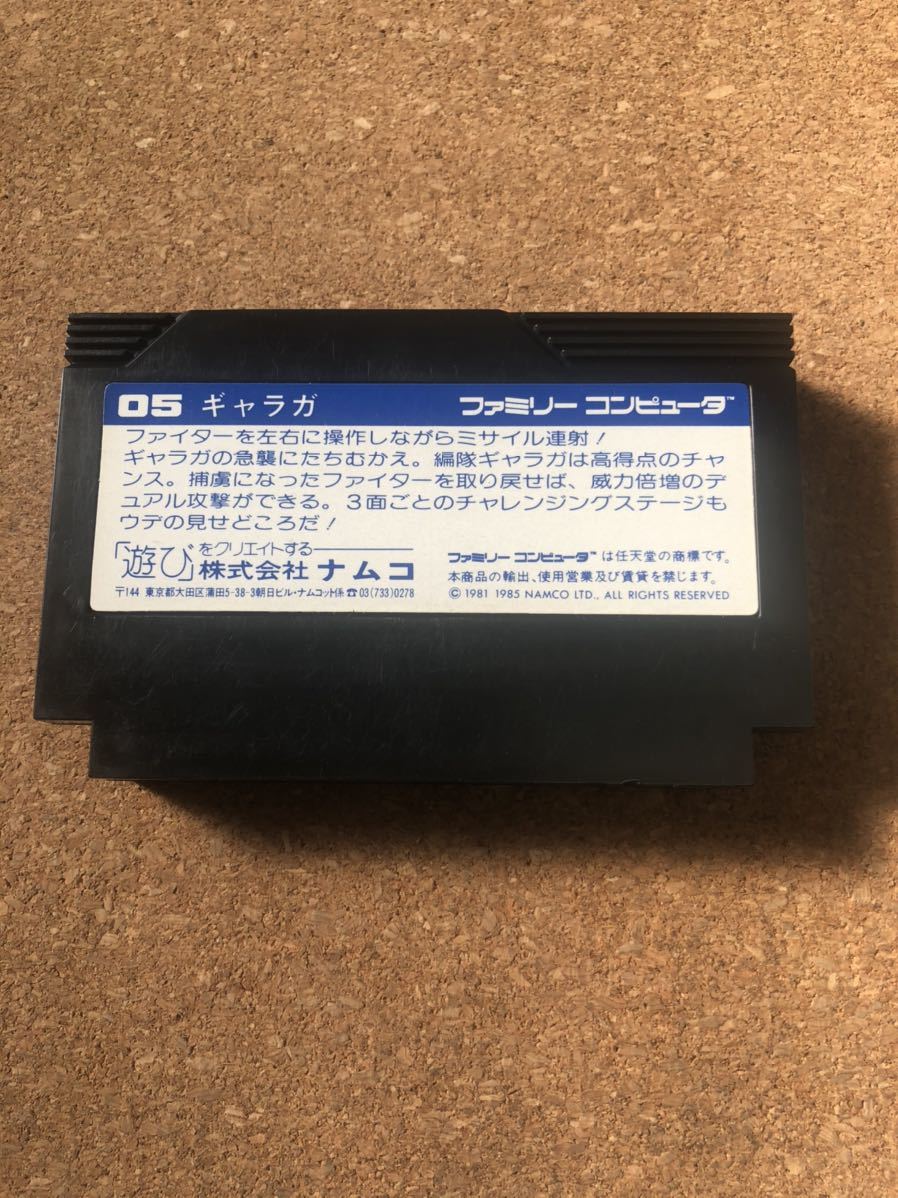 05 ギャラガ ファミリー コンピュータ™
ファイターを左右に操作しながらミサイル連射!
ギャラガの急襲にたちむかえ。編隊ギャラガは高得点のチャ
ンス。捕虜になったファイターを取り戻せば、威力倍増のデ
ュアル攻撃ができる。3面ごとのチャレンジングステージも
ウデの見せどころだ!
「遊び」をクリエイトする
株式会社 ナムコ
〒144 東京都大田区蒲田5-38-3朝日ビル・ナムコット係 ☎03(733)0278
ファミリー コンピュータ™ は任天堂の商標です。
本商品の輸出、使用営業及び賃貸を禁じます。
© 1981 1985 NAMCO LTD., ALL RIGHTS RESERVED